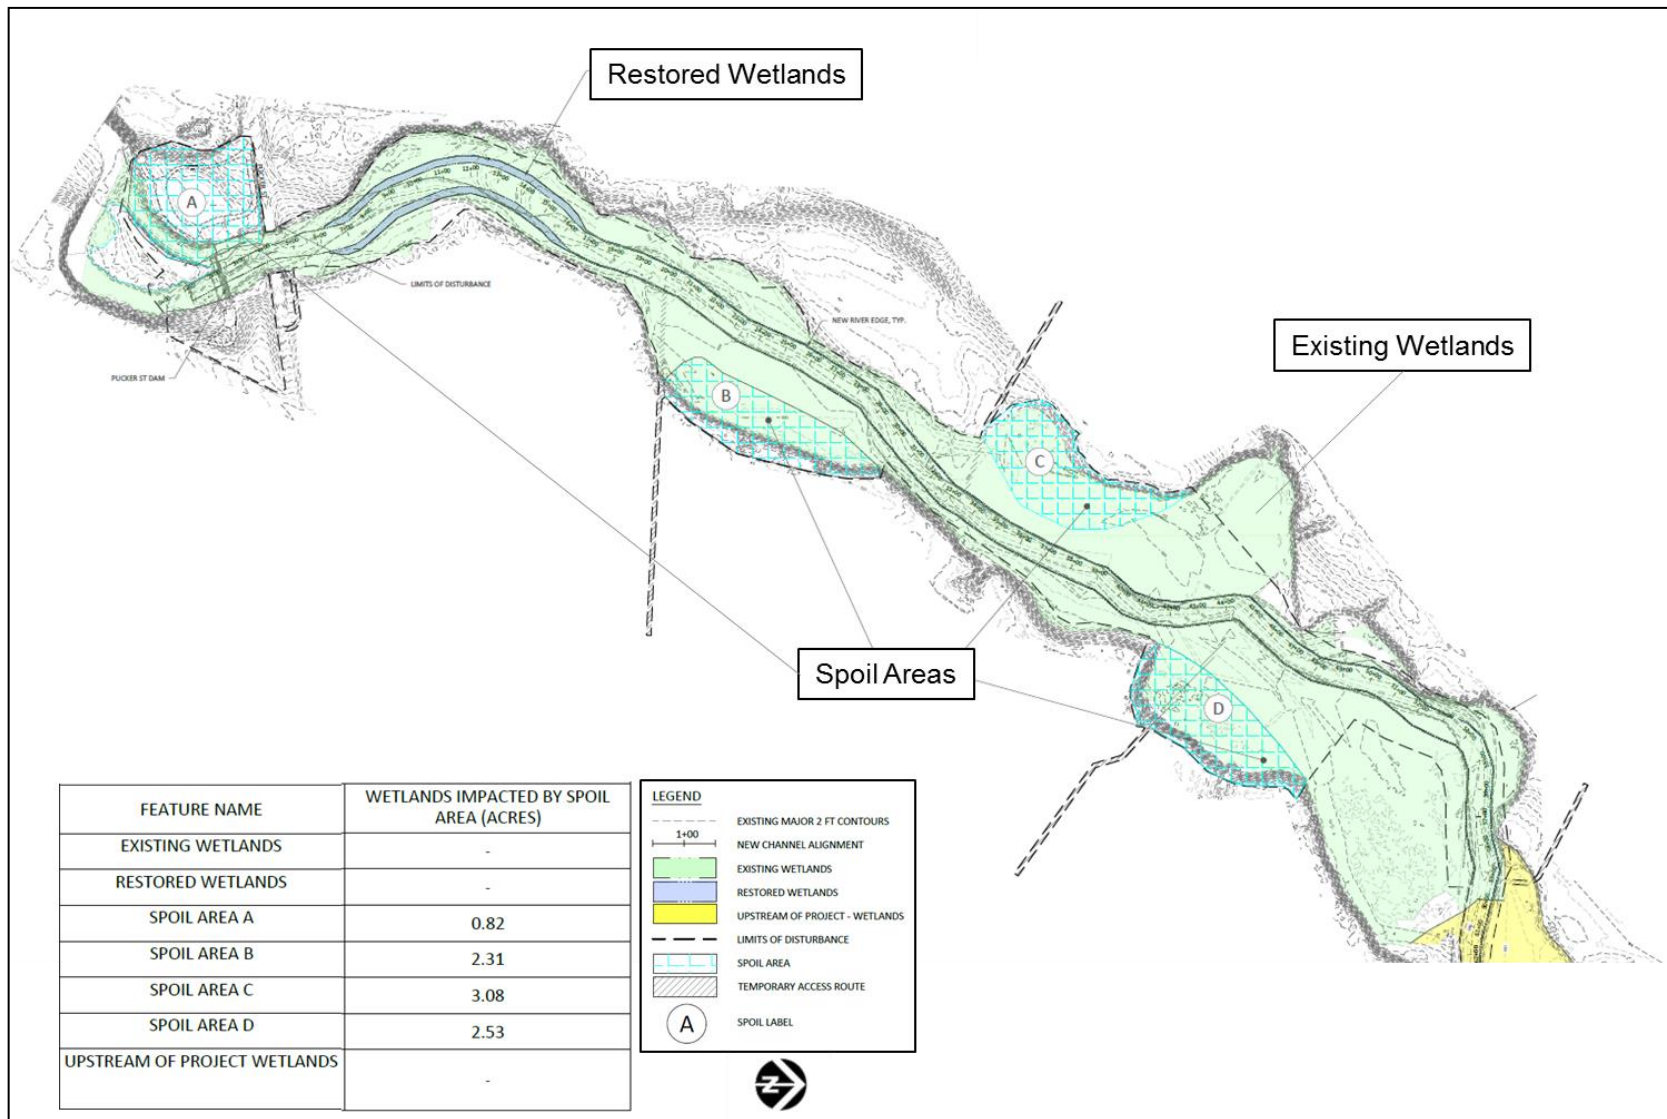 Restored Wetlands
A
LIMITS OF DISTURBANCE
NEW RIVER EDGE, TYP.
PUCKER ST DAM
Existing Wetlands
B
C
Spoil Areas
D
FEATURE NAME
WETLANDS IMPACTED BY SPOIL
AREA (ACRES)
EXISTING WETLANDS
-
RESTORED WETLANDS
-
SPOIL AREA A
0.82
SPOIL AREA B
2.31
SPOIL AREA C
3.08
SPOIL AREA D
2.53
UPSTREAM OF PROJECT WETLANDS
-
LEGEND
EXISTING MAJOR 2 FT CONTOURS
1+00
NEW CHANNEL ALIGNMENT
EXISTING WETLANDS
RESTORED WETLANDS
UPSTREAM OF PROJECT - WETLANDS
LIMITS OF DISTURBANCE
SPOIL AREA
TEMPORARY ACCESS ROUTE
A
SPOIL LABEL
Z